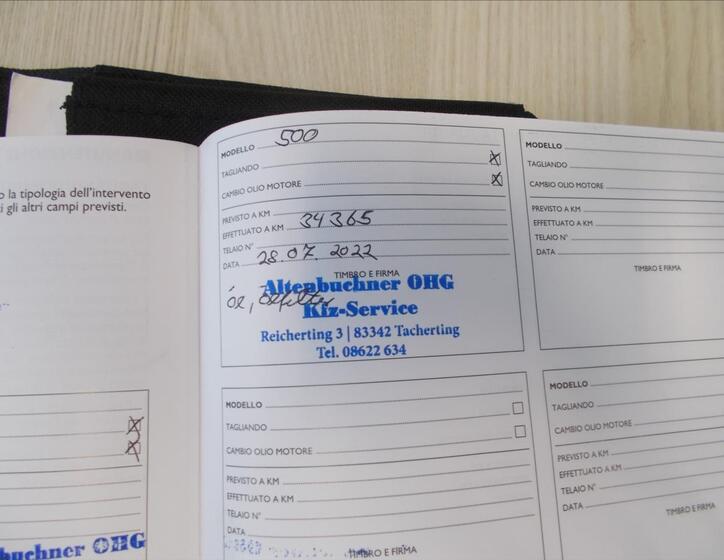 o la tipologia dell'intervento
i gli altri campi previsti.
MODELLO 500
TAGLIANDO X
CAMBIO OLIO MOTORE X
PREVISTO A KM
EFFETTUATO A KM 34365
TELAIO N°
DATA 28.07.2022
TIMBRO E FIRMA
Altenbuchner OHG
Öl, Ölfilter
Kfz-Service
Reicherting 3 | 83342 Tacherting
Tel. 08622 634
MODELLO
TAGLIANDO
CAMBIO OLIO MOTORE
PREVISTO A KM
EFFETTUATO A KM
TELAIO N°
DATA
TIMBRO E FIRMA
MODELLO
TAGLIANDO
CAMBIO OLIO MOTORE
PREVISTO A KM
EFFETTUATO A KM
TELAIO N°
DATA
TIMBRO E FIRMA
MODELLO
TAGLIANDO
CAMBIO OLIO MOTORE
PREVISTO A KM
EFFETTUATO A KM
TELAIO N°
DATA
TIMBRO E FIRMA
X
X
buchner OHG